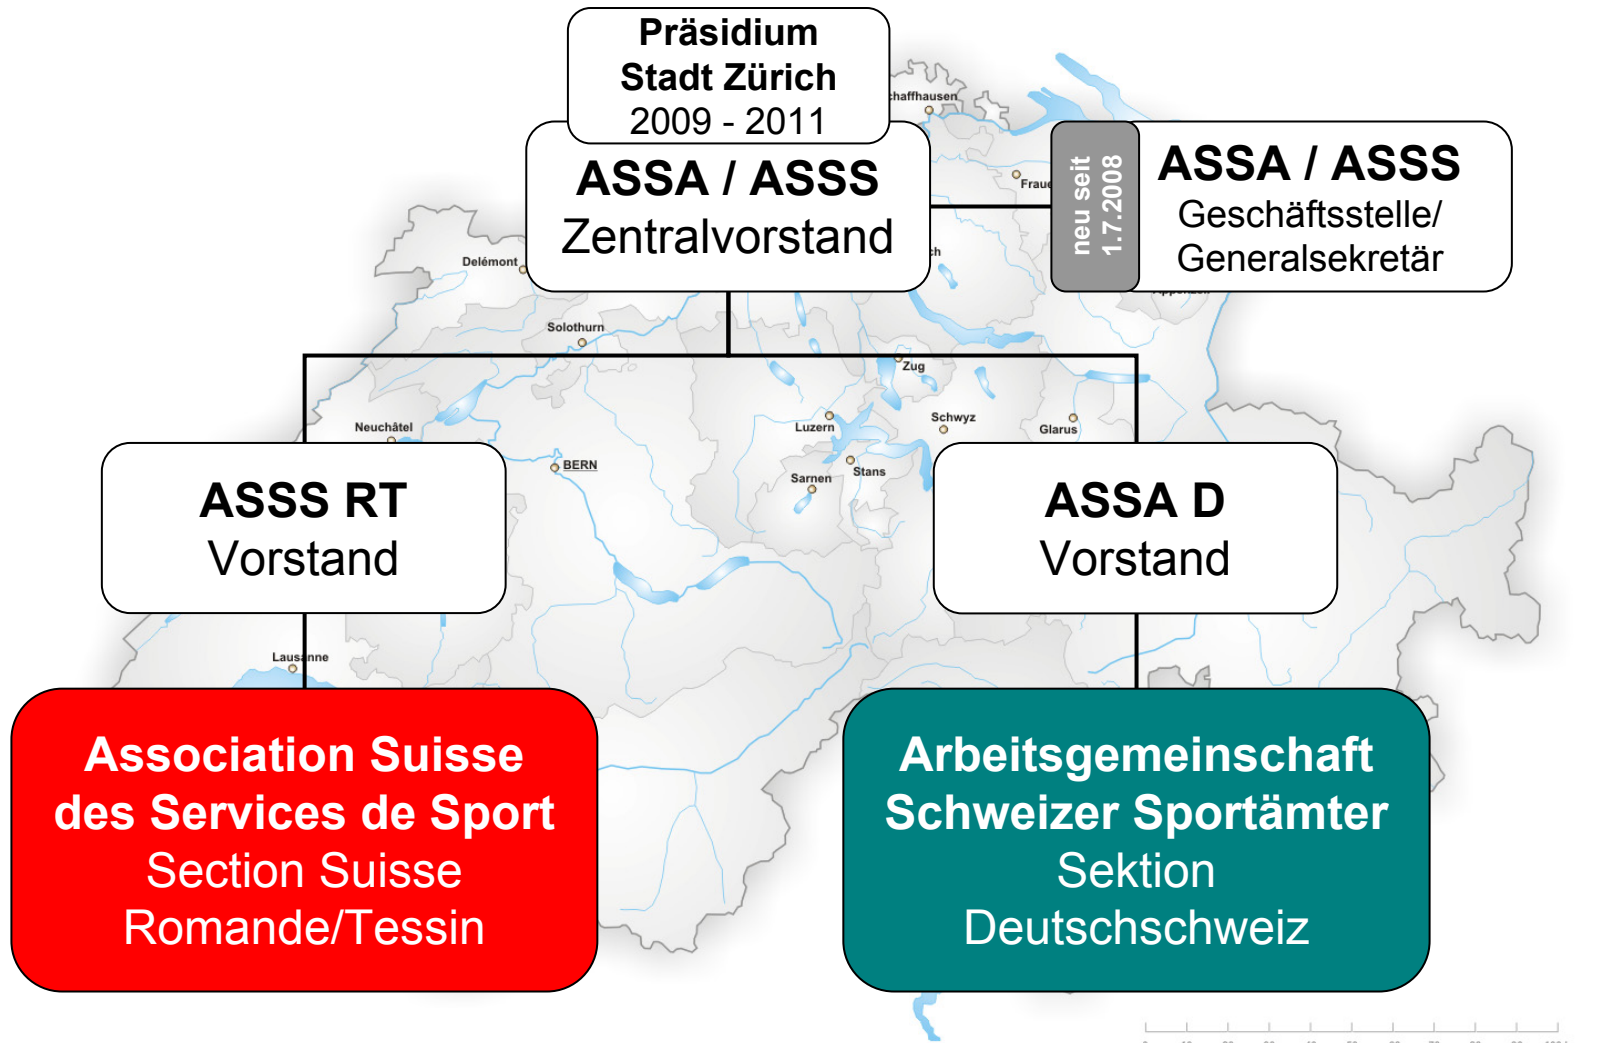 Präsidium
Stadt Zürich
2009 - 2011
ASSA / ASSS
Zentralvorstand
neu seit
1.7.2008
ASSA / ASSS
Geschäftsstelle/
Generalsekretär
Delémont
Solothurn
Zug
Neuchâtel
Luzern
Schwyz
Glarus
BERN
Sarnen
Stans
ASSS RT
Vorstand
ASSA D
Vorstand
Lausanne
Association Suisse
des Services de Sport
Section Suisse
Romande/Tessin
Arbeitsgemeinschaft
Schweizer Sportämter
Sektion
Deutschschweiz